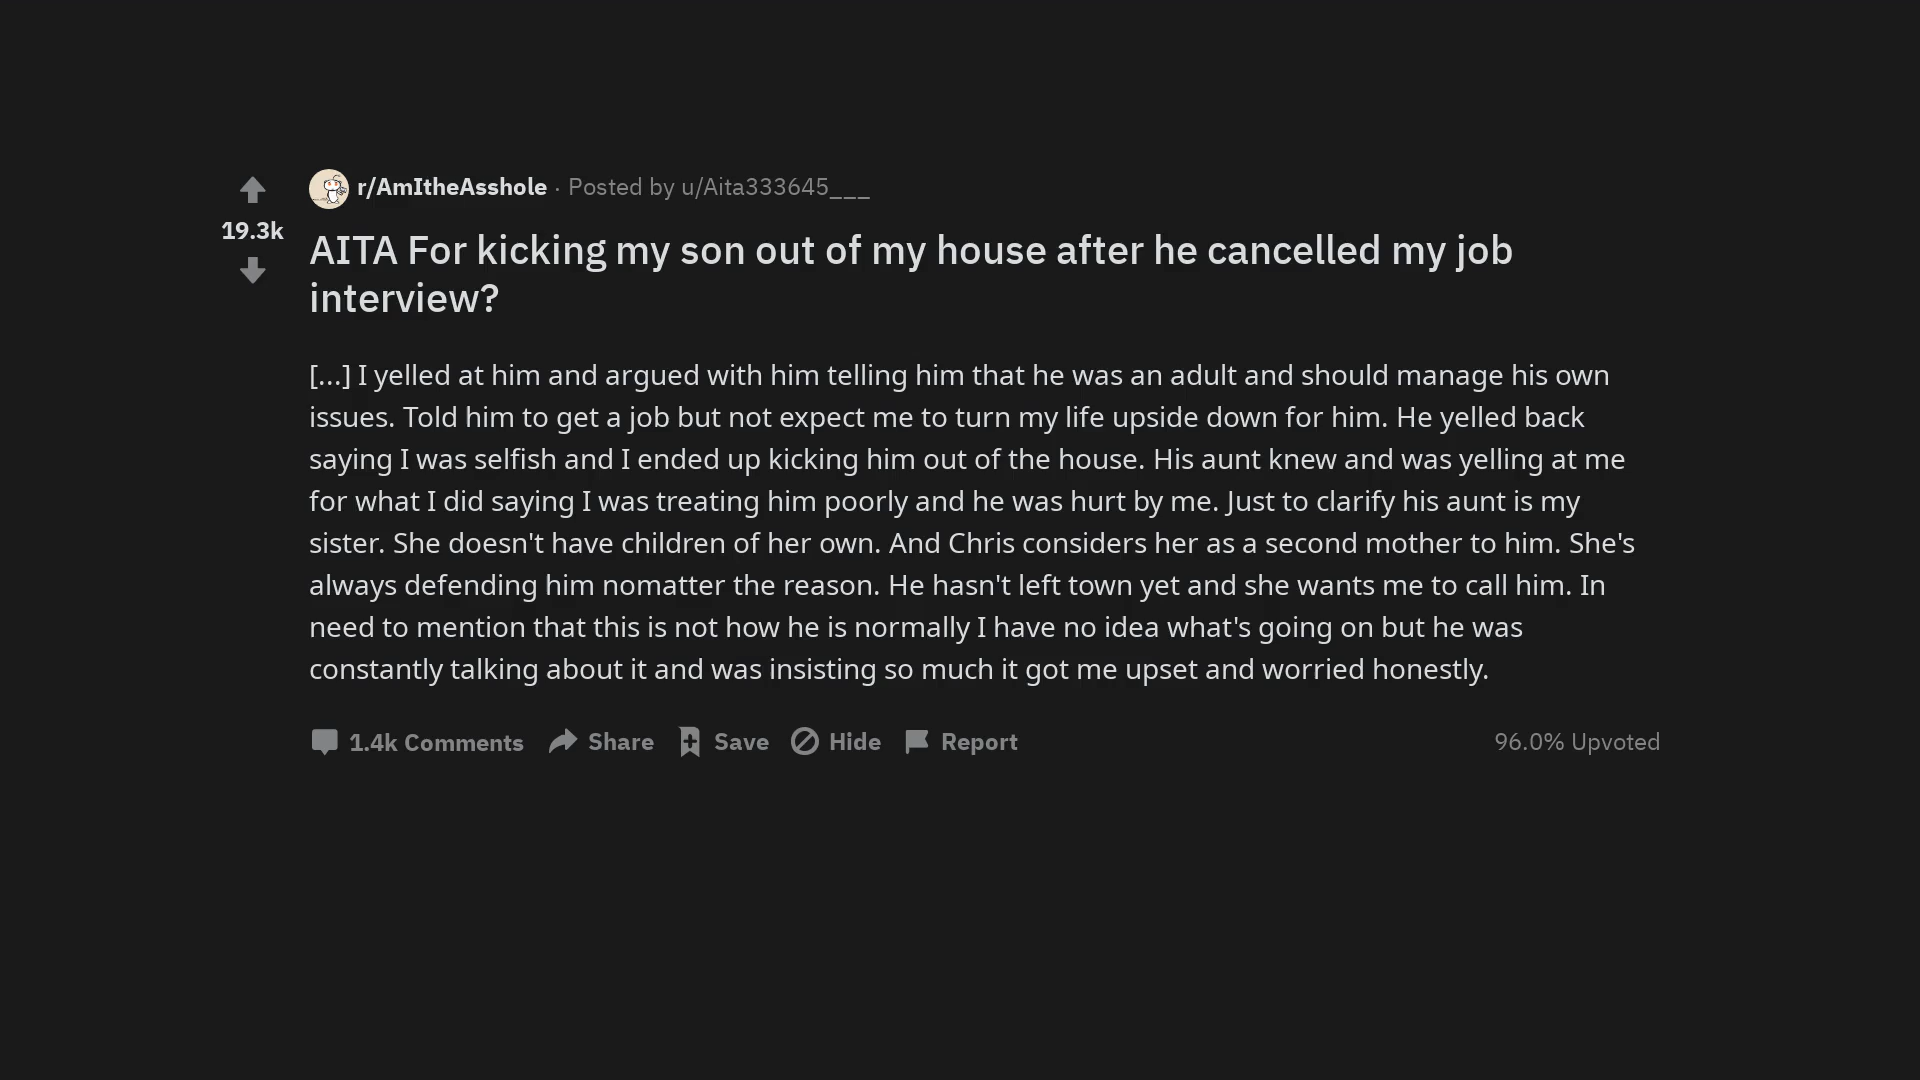 r/AmItheAsshole · Posted by u/Aita333645___
19.3k
AITA For kicking my son out of my house after he cancelled my job
interview?
[...] I yelled at him and argued with him telling him that he was an adult and should manage his own
issues. Told him to get a job but not expect me to turn my life upside down for him. He yelled back
saying I was selfish and I ended up kicking him out of the house. His aunt knew and was yelling at me
for what I did saying I was treating him poorly and he was hurt by me. Just to clarify his aunt is my
sister. She doesn't have children of her own. And Chris considers her as a second mother to him. She's
always defending him nomatter the reason. He hasn't left town yet and she wants me to call him. In
need to mention that this is not how he is normally I have no idea what's going on but he was
constantly talking about it and was insisting so much it got me upset and worried honestly.
1.4k Comments Share Save Hide Report 96.0% Upvoted